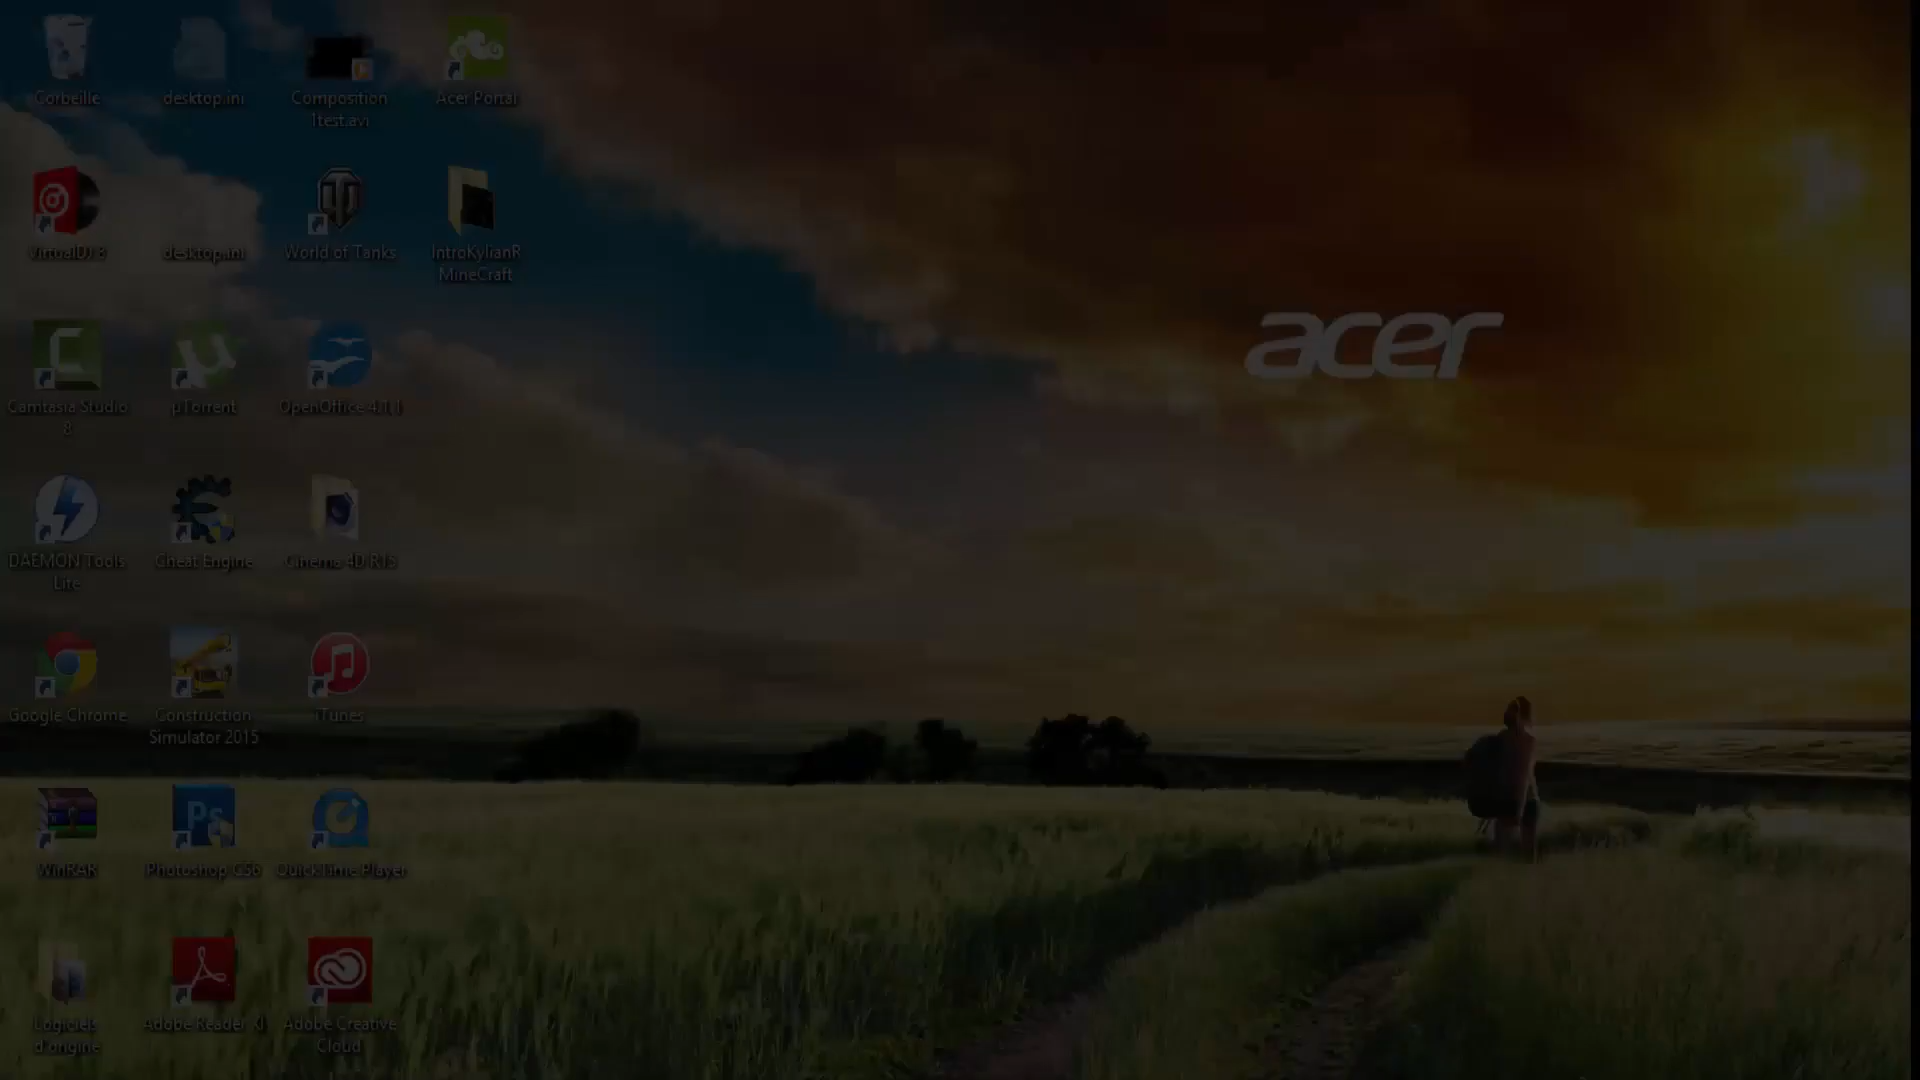 Corbeille
desktop.ini
Composition
1test.avi
Acer Portal
VirtualDJ 8
desktop.ini
World of Tanks
IntroKylianR
MineCraft
acer
Camtasia Studio
8
µTorrent
OpenOffice 4.1.1
DAEMON Tools
Lite
Cheat Engine
Cinema 4D R15
Google Chrome
Construction
Simulator 2015
iTunes
WinRAR
Ps
Photoshop CS6
QuickTime Player
Logiciels
d'origine
Adobe Reader XI
Adobe Creative
Cloud